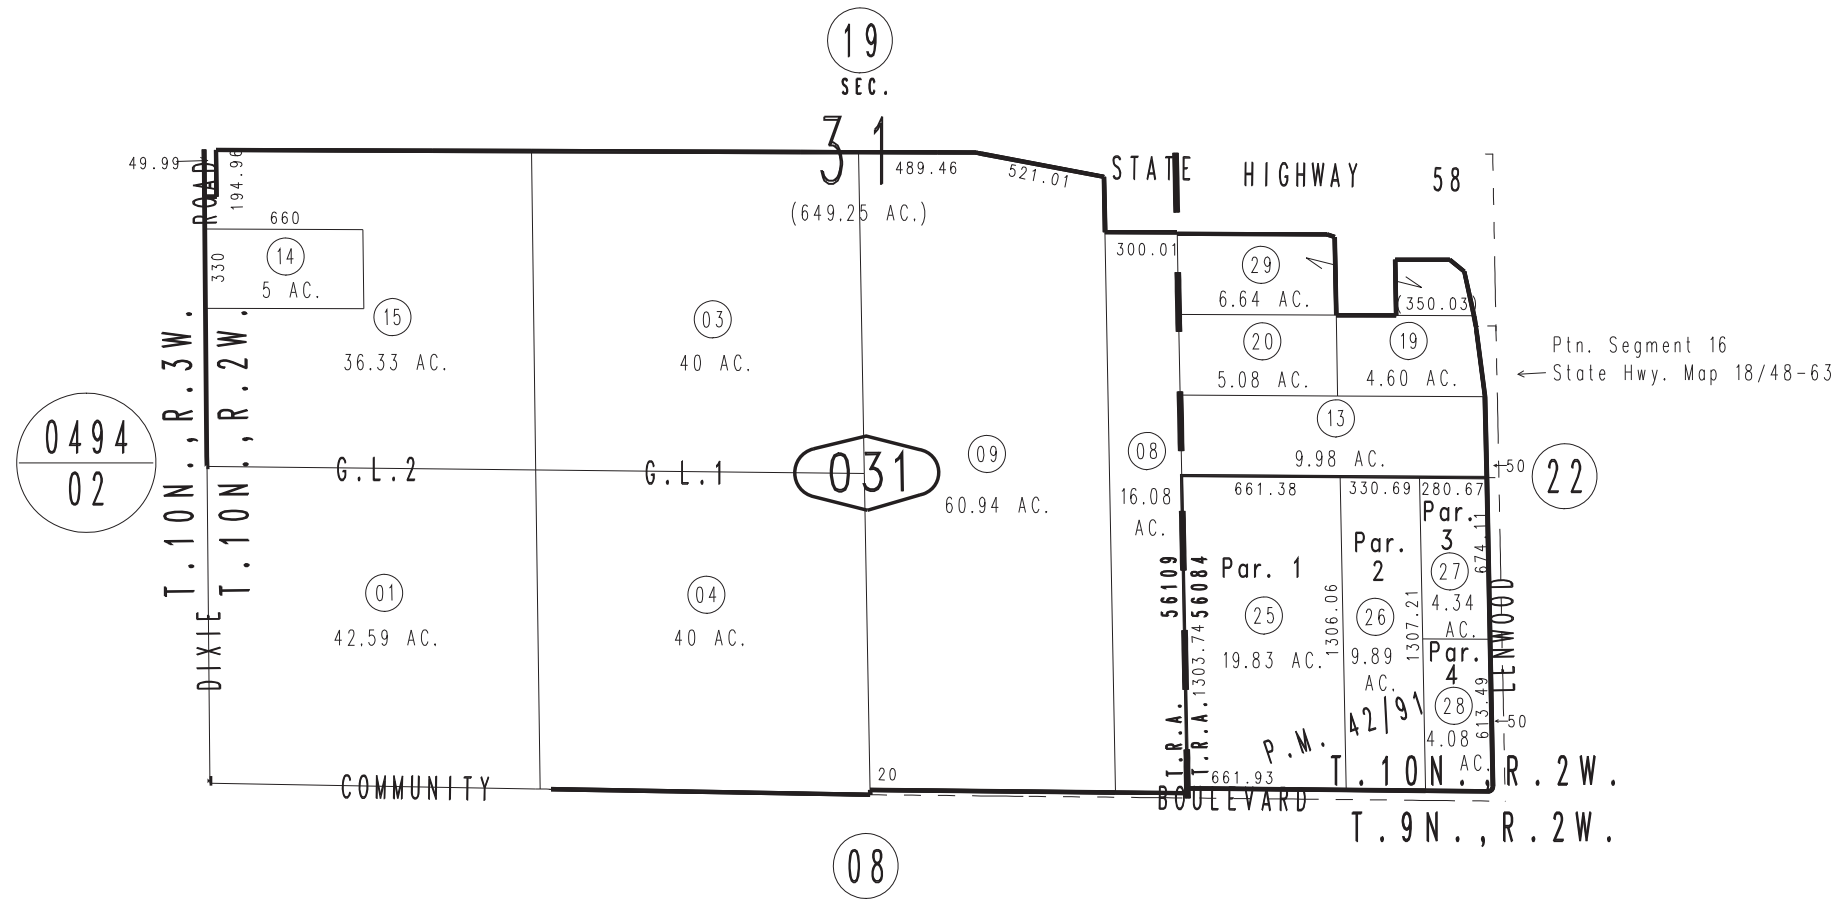 19
SEC.
31
(649.25 AC.)
STATE HIGHWAY 58
49.99
ROAD
194.96
489.46
521.01
660
14
5 AC.
330
15
36.33 AC.
03
40 AC.
300.01
29
6.64 AC.
(350.03)
20
5.08 AC.
19
4.60 AC.
Ptn. Segment 16
State Hwy. Map 18/48-63
13
9.98 AC.
T.10N.,R.3W.
T.10N.,R.2W.
0494
02
G.L.2
G.L.1
031
09
60.94 AC.
08
16.08
AC.
50
22
661.38
330.69
280.67
Par. 1
25
19.83 AC.
Par.
2
26
9.89
AC.
Par.
3
27
4.34
AC.
Par.
4
28
4.08
AC.
674.11
613.49
1306.06
1307.21
1303.74
T.R.A. 56109
T.R.A. 56084
LENWOOD
50
P.M. 42/91
01
42.59 AC.
04
40 AC.
DIXIE
20
661.93
COMMUNITY BOULEVARD
T.10N.,R.2W.
T.9N.,R.2W.
08